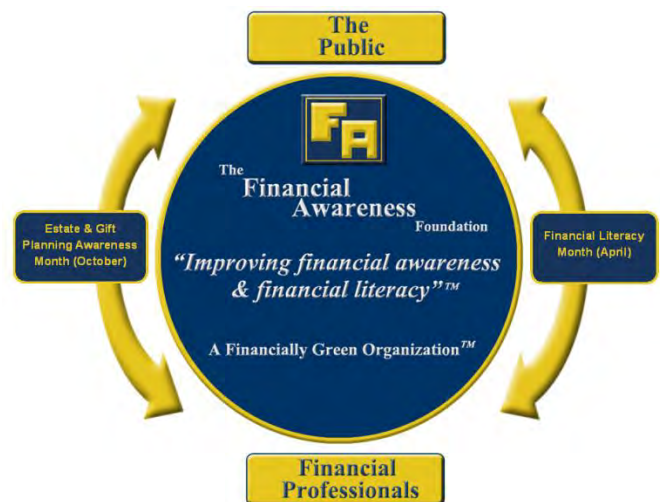 The
Public
FA
The
Financial
Awareness
Foundation
Estate & Gift
Planning Awareness
Month (October)
Financial Literacy
Month (April)
“Improving financial awareness
& financial literacy”™
A Financially Green Organization™
Financial
Professionals